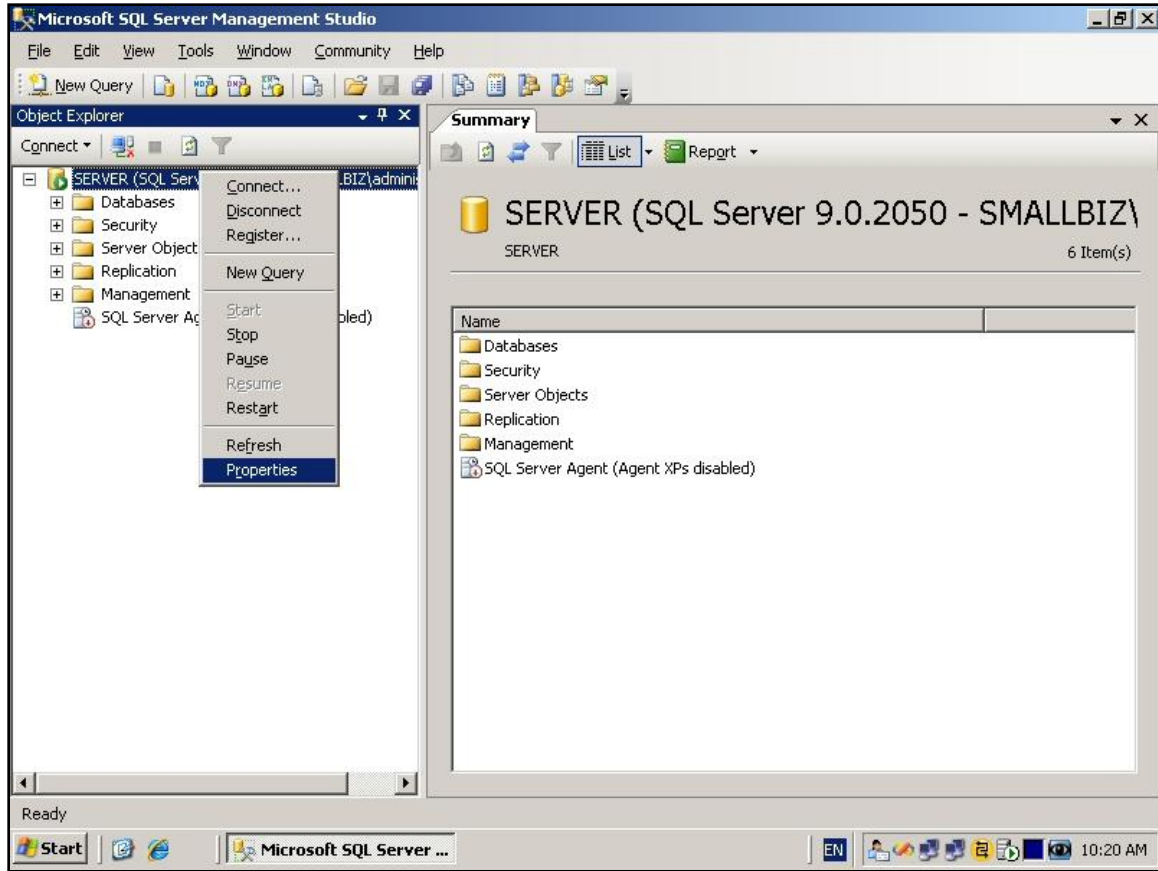 Microsoft SQL Server Management Studio
File Edit View Tools Window Community Help
New Query
Object Explorer
Connect
SERVER (SQL Serv .BIZ\adminis
Databases
Security
Server Object
Replication
Management
SQL Server Ag bled)
Connect...
Disconnect
Register...
New Query
Start
Stop
Pause
Resume
Restart
Refresh
Properties
Summary
List Report
SERVER (SQL Server 9.0.2050 - SMALLBIZ\
SERVER 6 Item(s)
Name
Databases
Security
Server Objects
Replication
Management
SQL Server Agent (Agent XPs disabled)
Ready
Start Microsoft SQL Server ... EN 10:20 AM